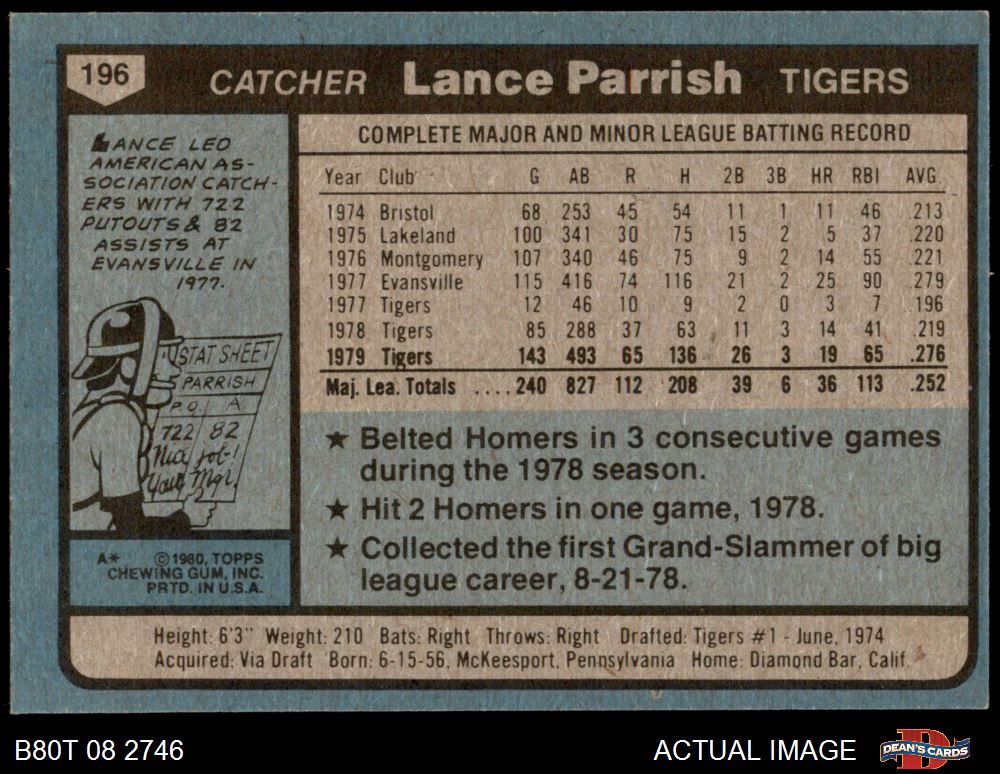 196 CATCHER Lance Parrish TIGERS
LANCE LED
AMERICAN AS-
SOCIATION CATCH-
ERS WITH 722
PUTOUTS & 82
ASSISTS AT
EVANSVILLE IN
1977.
STAT SHEET
PARRISH
P.O. A
722 82
Nice job!
Your Mgr.
A* © 1980, TOPPS
CHEWING GUM, INC.
PRTD. IN U.S.A.
COMPLETE MAJOR AND MINOR LEAGUE BATTING RECORD
Year Club G AB R H 2B 3B HR RBI AVG.
1974 Bristol 68 253 45 54 11 1 11 46 .213
1975 Lakeland 100 341 30 75 15 2 5 37 .220
1976 Montgomery 107 340 46 75 9 2 14 55 .221
1977 Evansville 115 416 74 116 21 2 25 90 .279
1977 Tigers 12 46 10 9 2 0 3 7 .196
1978 Tigers 85 288 37 63 11 3 14 41 .219
1979 Tigers 143 493 65 136 26 3 19 65 .276
Maj. Lea. Totals ....240 827 112 208 39 6 36 113 .252
★ Belted Homers in 3 consecutive games
during the 1978 season.
★ Hit 2 Homers in one game, 1978.
★ Collected the first Grand-Slammer of big
league career, 8-21-78.
Height: 6'3" Weight: 210 Bats: Right Throws: Right Drafted: Tigers #1 - June, 1974
Acquired: Via Draft Born: 6-15-56, McKeesport, Pennsylvania Home: Diamond Bar, Calif.
B80T 08 2746 ACTUAL IMAGE DEAN'S CARDS